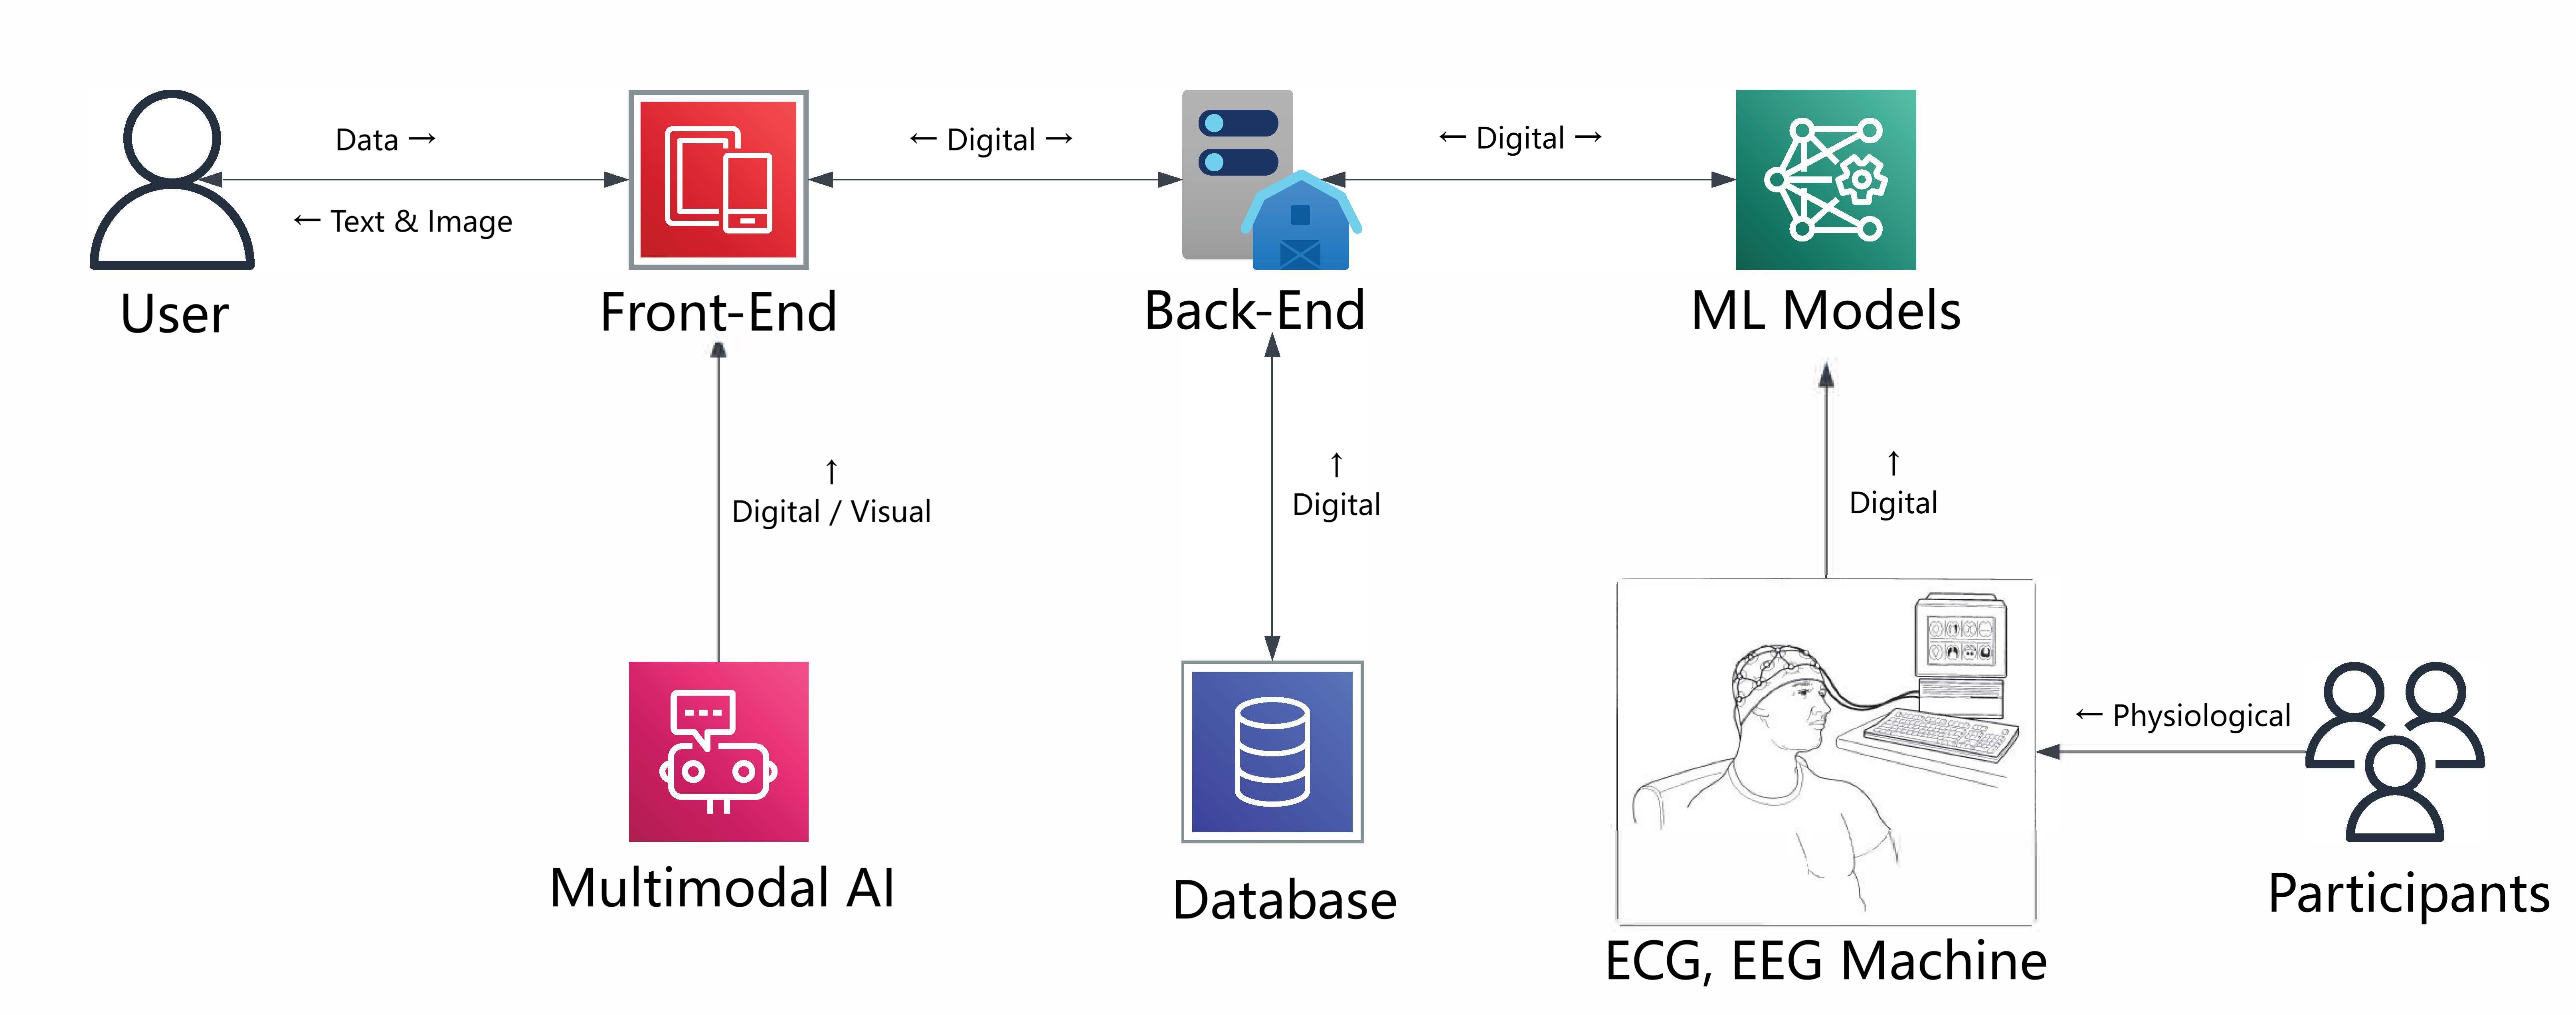 Data →
← Text & Image
← Digital →
← Digital →
User
Front-End
Back-End
ML Models
↑
Digital / Visual
↑
Digital
↑
Digital
← Physiological
Multimodal AI
Database
ECG, EEG Machine
Participants